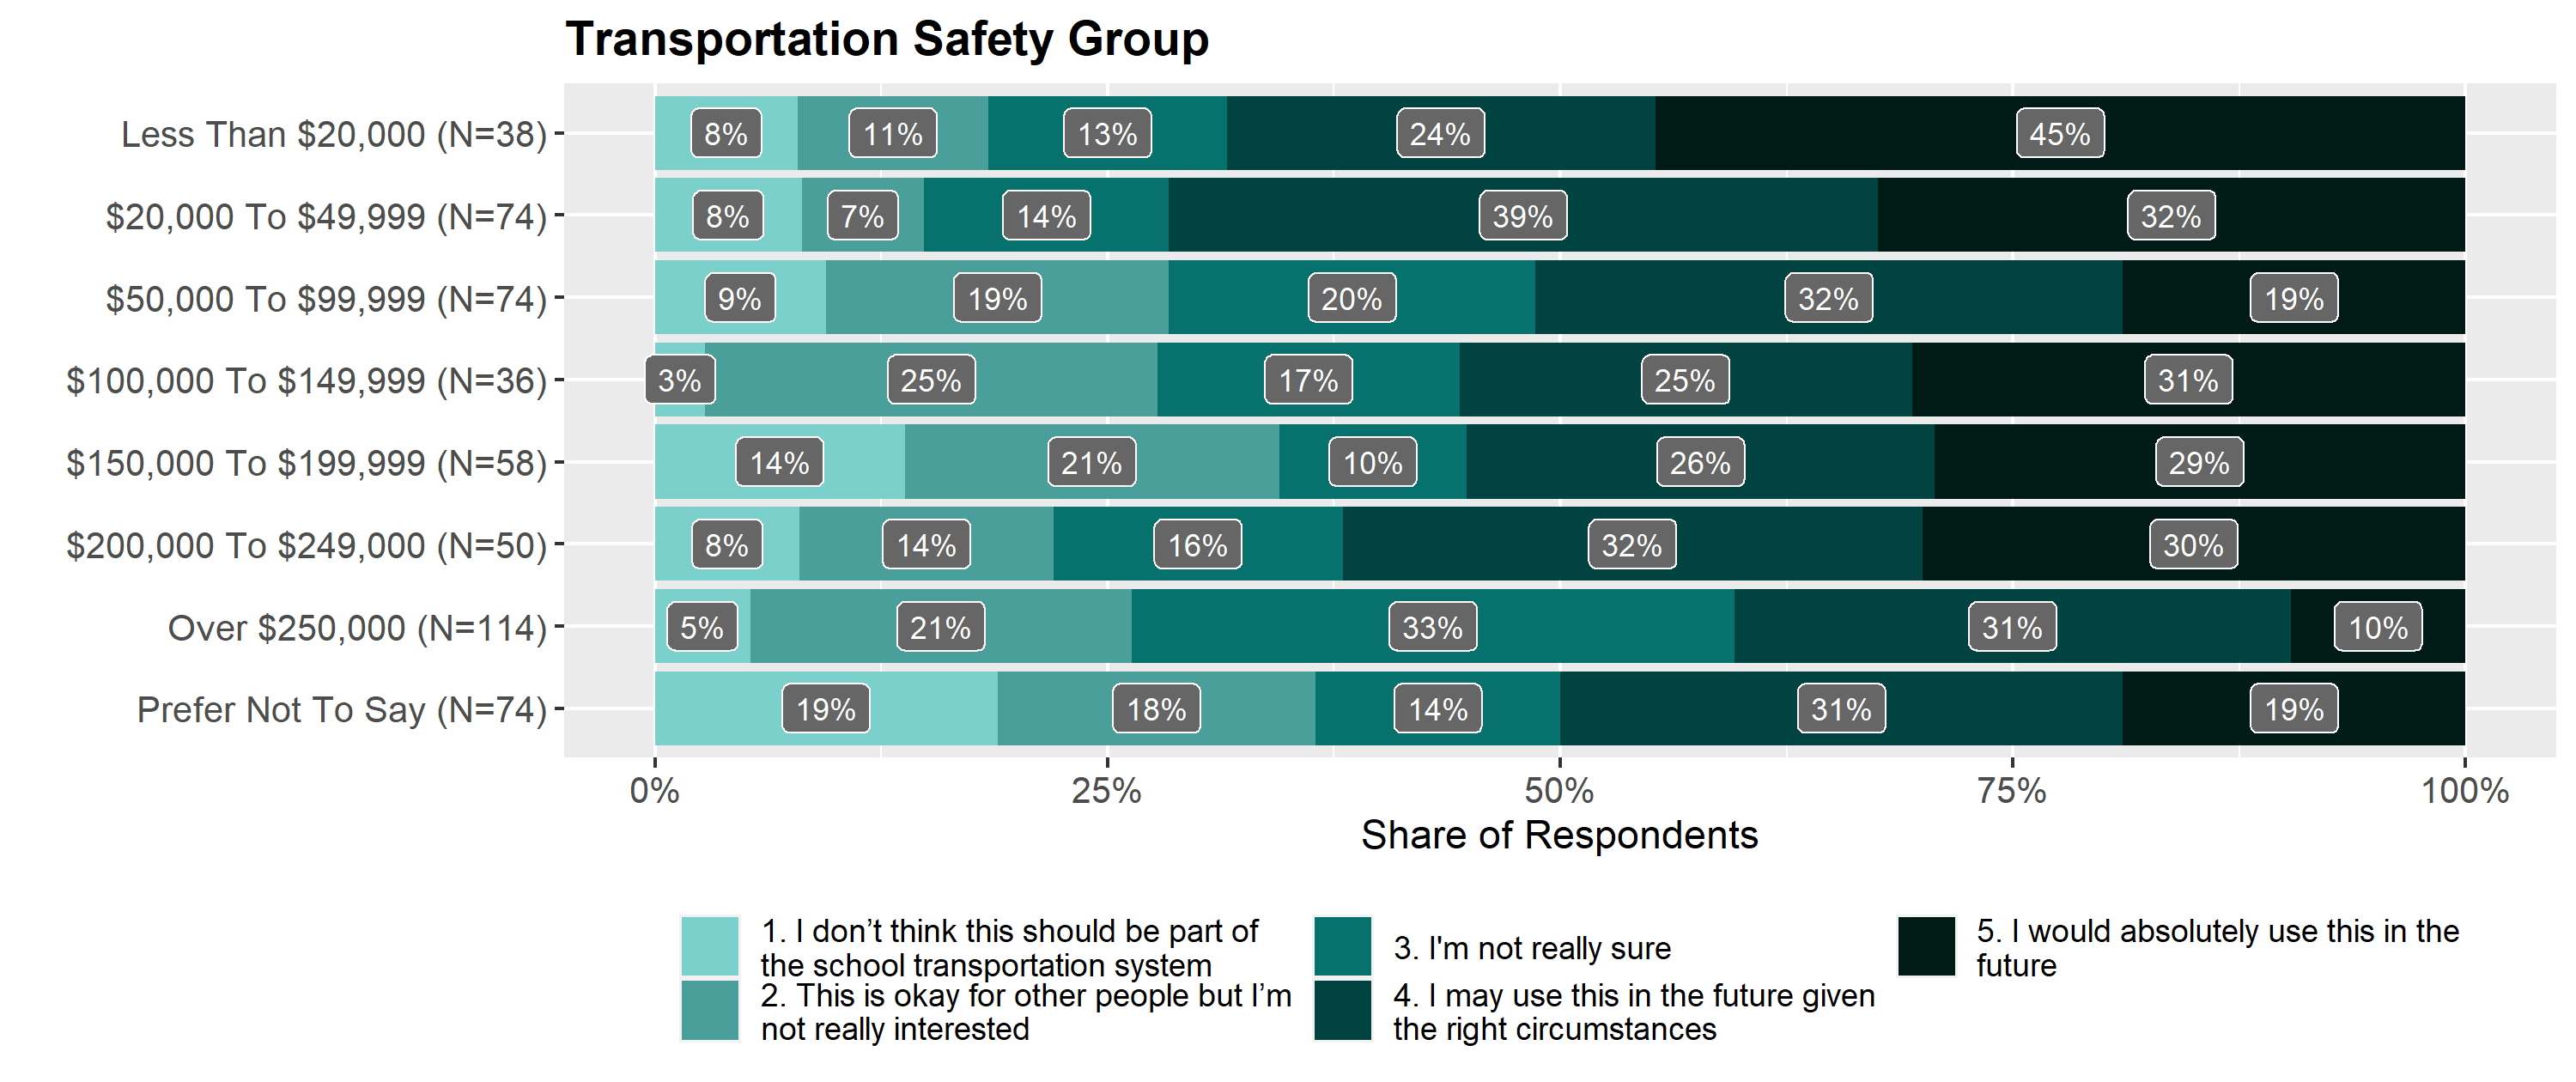 Transportation Safety Group
Less Than $20,000 (N=38)
8% 11% 13% 24% 45%
$20,000 To $49,999 (N=74)
8% 7% 14% 39% 32%
$50,000 To $99,999 (N=74)
9% 19% 20% 32% 19%
$100,000 To $149,999 (N=36)
3% 25% 17% 25% 31%
$150,000 To $199,999 (N=58)
14% 21% 10% 26% 29%
$200,000 To $249,000 (N=50)
8% 14% 16% 32% 30%
Over $250,000 (N=114)
5% 21% 33% 31% 10%
Prefer Not To Say (N=74)
19% 18% 14% 31% 19%
0% 25% 50% 75% 100%
Share of Respondents
1. I don’t think this should be part of
the school transportation system
2. This is okay for other people but I’m
not really interested
3. I'm not really sure
4. I may use this in the future given
the right circumstances
5. I would absolutely use this in the
future